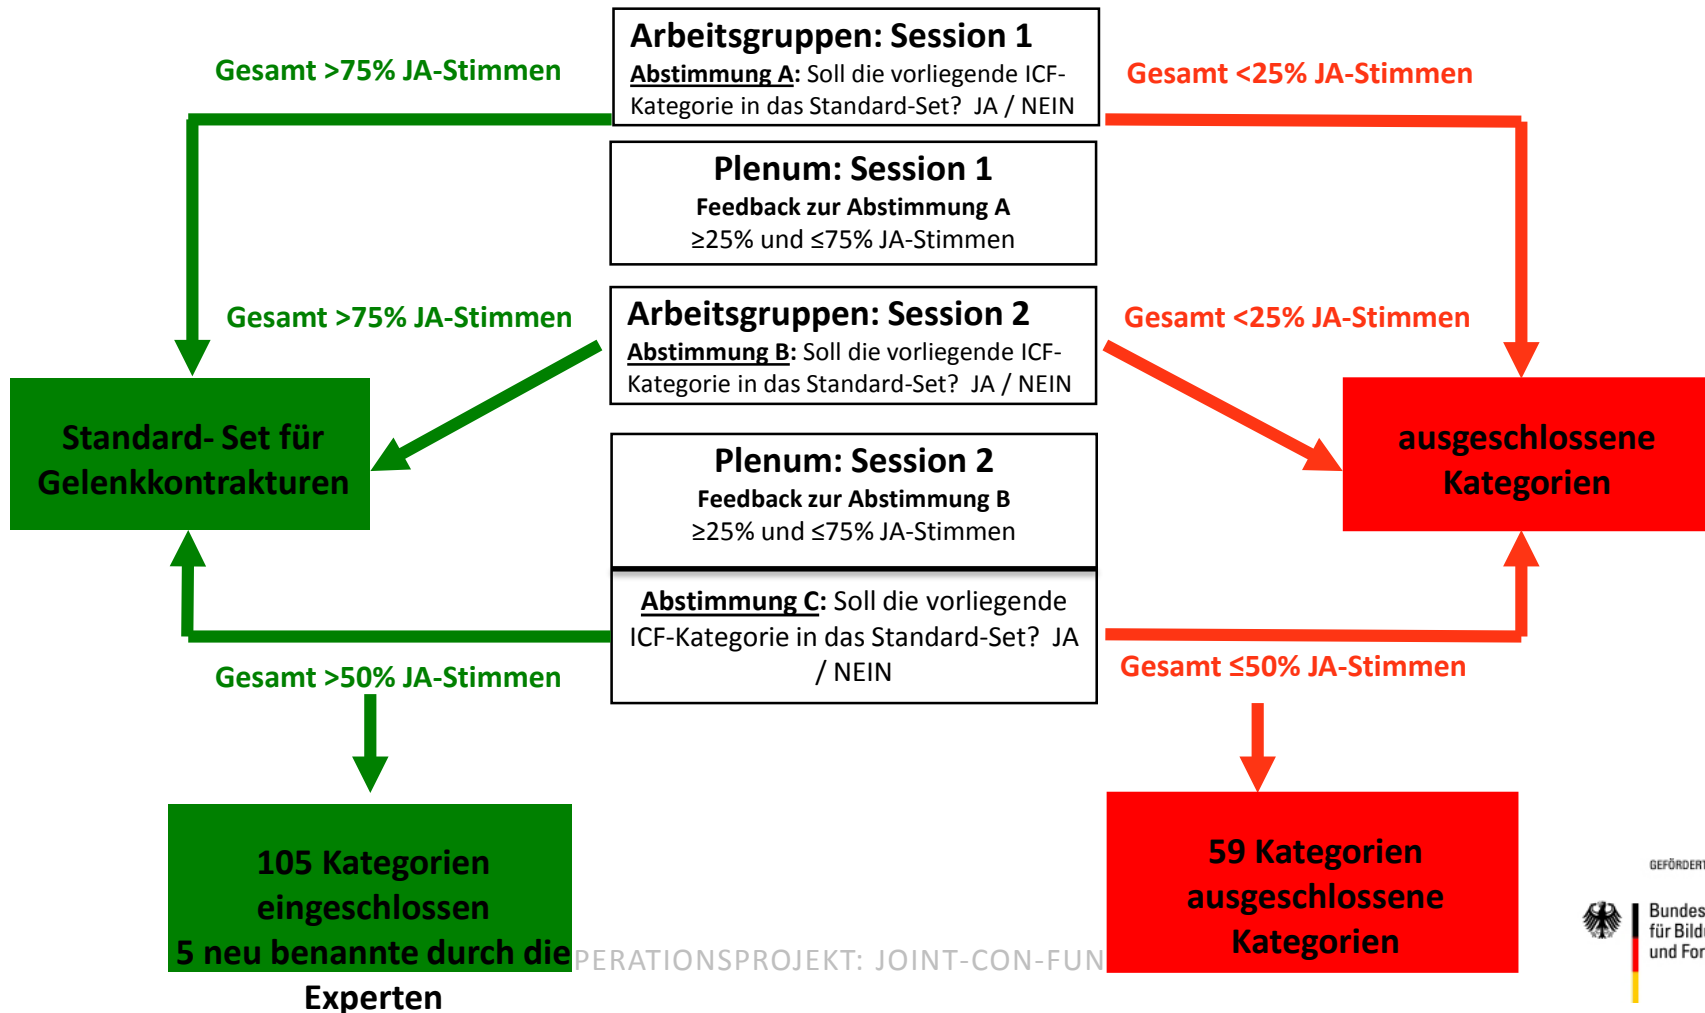 Arbeitsgruppen: Session 1
Abstimmung A: Soll die vorliegende ICF-
Kategorie in das Standard-Set? JA / NEIN
Gesamt >75% JA-Stimmen
Gesamt <25% JA-Stimmen
Plenum: Session 1
Feedback zur Abstimmung A
≥25% und ≤75% JA-Stimmen
Gesamt >75% JA-Stimmen
Arbeitsgruppen: Session 2
Abstimmung B: Soll die vorliegende ICF-
Kategorie in das Standard-Set? JA / NEIN
Gesamt <25% JA-Stimmen
Standard- Set für
Gelenkkontrakturen
Plenum: Session 2
Feedback zur Abstimmung B
≥25% und ≤75% JA-Stimmen
ausgeschlossene
Kategorien
Abstimmung C: Soll die vorliegende
ICF-Kategorie in das Standard-Set? JA
/ NEIN
Gesamt >50% JA-Stimmen
Gesamt ≤50% JA-Stimmen
105 Kategorien
eingeschlossen
5 neu benannte durch die
Experten
59 Kategorien
ausgeschlossene
Kategorien
PERATIONSPROJEKT: JOINT-CON-FUN
GEFÖRDERT
Bundes
für Bild
und For